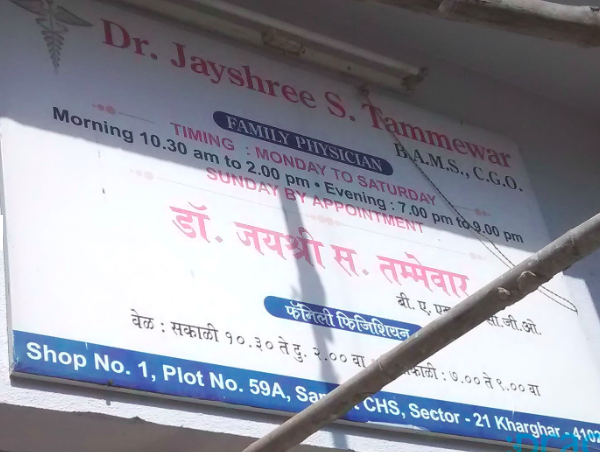 Dr. Jayshree S. Tammewar
B.A.M.S., C.G.O.
FAMILY PHYSICIAN
TIMING : MONDAY TO SATURDAY
Morning 10.30 am to 2.00 pm • Evening : 7.00 pm to 9.00 pm
SUNDAY BY APPOINTMENT
डॉ. जयश्री स. तम्मेवार
बी. ए. सी.जी.ओ.
फॅमिली फिजिशियन
वेळ : सकाळी १०.३० ते दु. २.०० वा : ७.०० ते ९.०० वा
Shop No. 1, Plot No. 59A, CHS, Sector - 21 Kharghar -